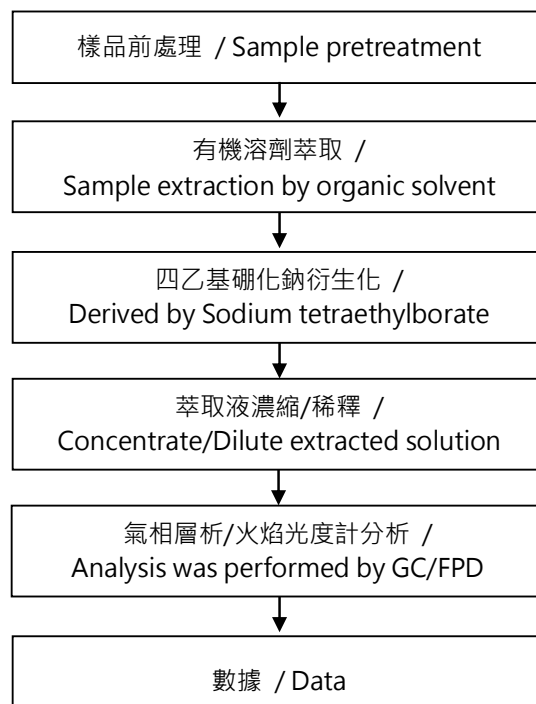 樣品前處理 / Sample pretreatment
有機溶劑萃取 /
Sample extraction by organic solvent
四乙基硼化鈉衍生化 /
Derived by Sodium tetraethylborate
萃取液濃縮/稀釋 /
Concentrate/Dilute extracted solution
氣相層析/火焰光度計分析 /
Analysis was performed by GC/FPD
數據 / Data